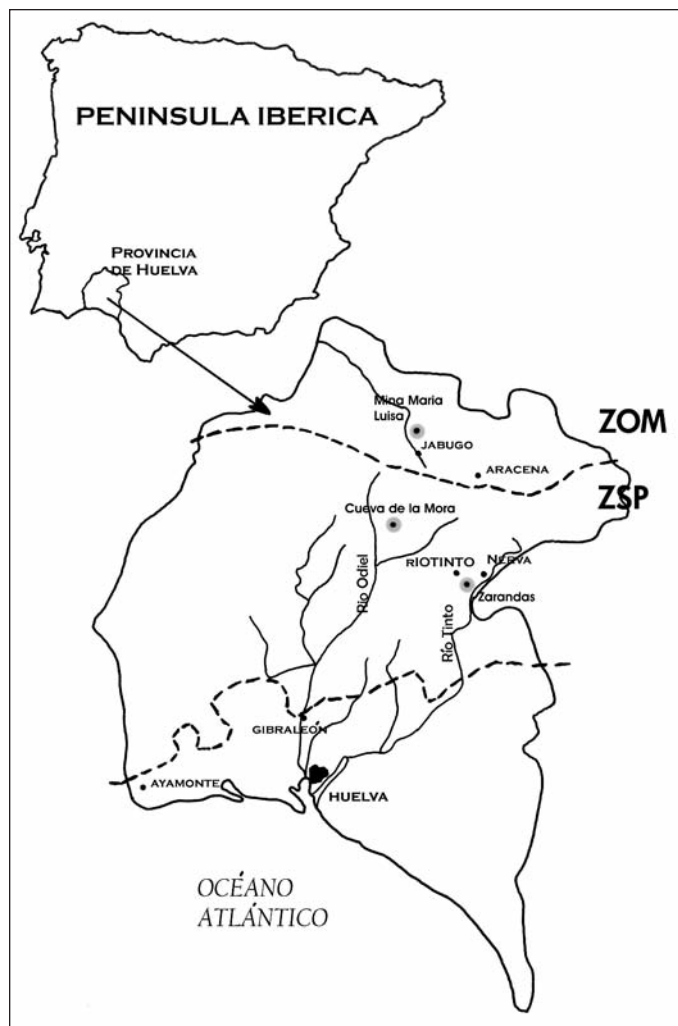 PENINSULA IBERICA
PROVINCIA
DE HUELVA
Mina Maria
Luisa
ZOM
JABUGO
ARACENA
ZSP
Cueva de la Mora
RIOTINTO
NERVA
Zarandas
Rio Odiel
Río Tinto
GIBRALEÓN
AYAMONTE
HUELVA
OCÉANO
ATLÁNTICO